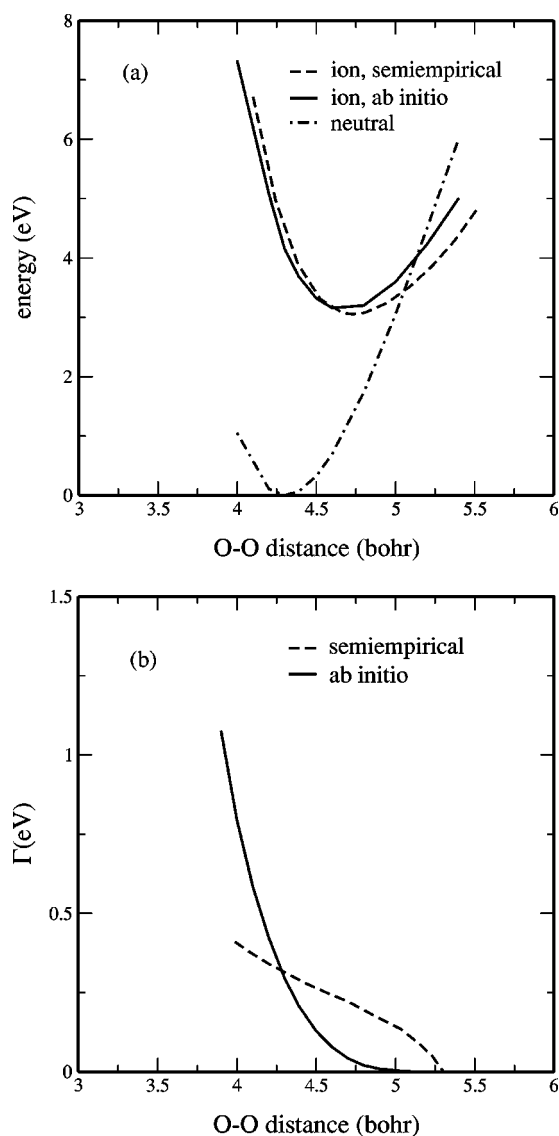 8
(a)
ion, semiempirical
ion, ab initio
neutral
6
energy (eV)
4
2
0
3 3.5 4 4.5 5 5.5 6
O-O distance (bohr)
1.5
(b)
semiempirical
ab initio
1
Γ(eV)
0.5
0
3 3.5 4 4.5 5 5.5 6
O-O distance (bohr)